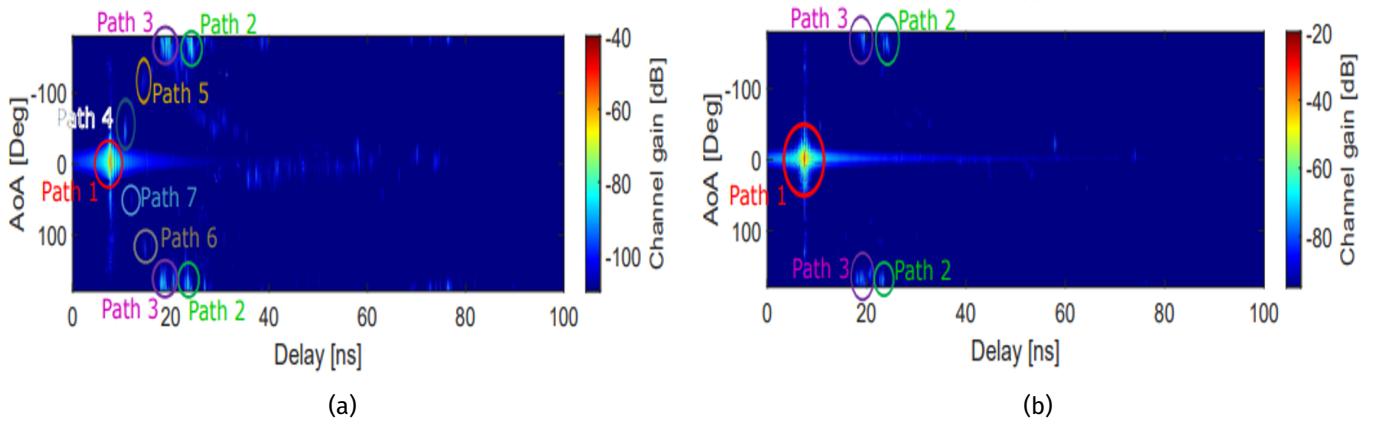 Path 3 Path 2
-100
0
100
AoA [Deg]
Path 5
Path 4
Path 1
Path 7
Path 6
Path 3 Path 2
0 20 40 60 80 100
Delay [ns]
-40
-60
-80
-100
Channel gain [dB]
(a)
Path 3 Path 2
-100
0
100
AoA [Deg]
Path 1
Path 3 Path 2
0 20 40 60 80 100
Delay [ns]
-20
-40
-60
-80
Channel gain [dB]
(b)